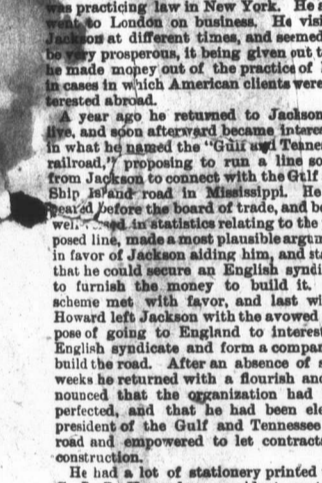 was practicing law in New York. He a
went to London on business. He visi
Jackson at different times, and seemed
be very prosperous, it being given out t
he made money out of the practice of
in cases in which American clients were
terested abroad.
A year ago he returned to Jackson
live, and soon afterward became interes
in what he named the "Gulf and Tenne
railroad," proposing to run a line so
from Jackson to connect with the Gulf
Ship Island road in Mississippi. He
peared before the board of trade, and be
in statistics relating to the
posed line, made a most plausible argum
in favor of Jackson aiding him, and sta
that he could secure an English syndi
to furnish the money to build it.
scheme met with favor, and last wi
Howard left Jackson with the avowed
pose of going to England to interest
English syndicate and form a compan
build the road. After an absence of s
weeks he returned with a flourish and
nounced that the organization had
perfected, and that he had been ele
president of the Gulf and Tennessee
road and empowered to let contracts
construction.
He had a lot of stationery printed